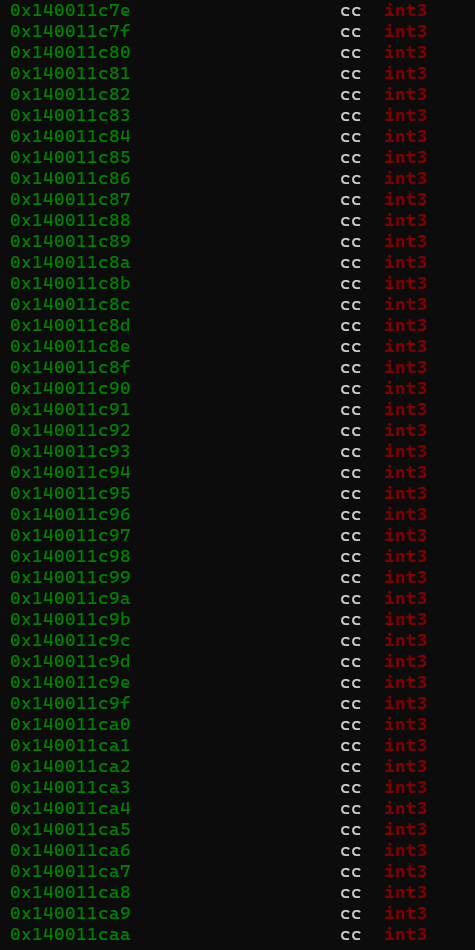 0x140011c7e cc int3
0x140011c7f cc int3
0x140011c80 cc int3
0x140011c81 cc int3
0x140011c82 cc int3
0x140011c83 cc int3
0x140011c84 cc int3
0x140011c85 cc int3
0x140011c86 cc int3
0x140011c87 cc int3
0x140011c88 cc int3
0x140011c89 cc int3
0x140011c8a cc int3
0x140011c8b cc int3
0x140011c8c cc int3
0x140011c8d cc int3
0x140011c8e cc int3
0x140011c8f cc int3
0x140011c90 cc int3
0x140011c91 cc int3
0x140011c92 cc int3
0x140011c93 cc int3
0x140011c94 cc int3
0x140011c95 cc int3
0x140011c96 cc int3
0x140011c97 cc int3
0x140011c98 cc int3
0x140011c99 cc int3
0x140011c9a cc int3
0x140011c9b cc int3
0x140011c9c cc int3
0x140011c9d cc int3
0x140011c9e cc int3
0x140011c9f cc int3
0x140011ca0 cc int3
0x140011ca1 cc int3
0x140011ca2 cc int3
0x140011ca3 cc int3
0x140011ca4 cc int3
0x140011ca5 cc int3
0x140011ca6 cc int3
0x140011ca7 cc int3
0x140011ca8 cc int3
0x140011ca9 cc int3
0x140011caa cc int3